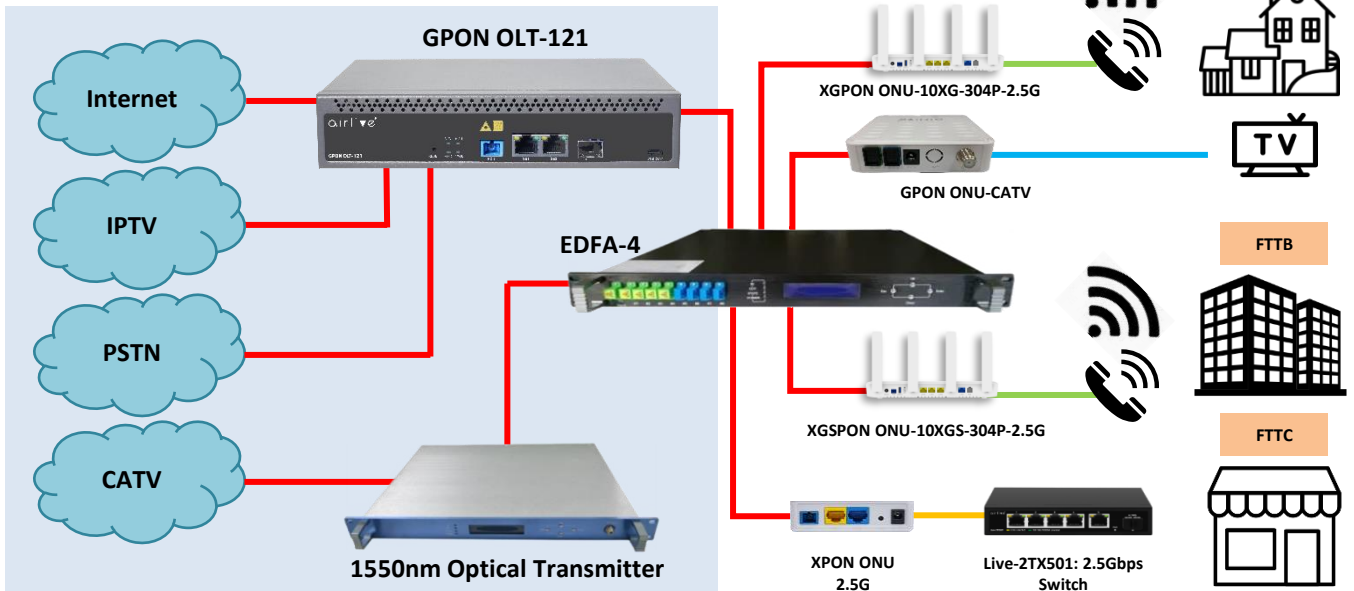 GPON OLT-121
Internet
airlive
GPON OLT-121
IPTV
PSTN
CATV
EDFA-4
1550nm Optical Transmitter
XGPON ONU-10XG-304P-2.5G
GPON ONU-CATV
TV
FTTB
XGSPON ONU-10XGS-304P-2.5G
FTTC
XPON ONU
2.5G
Live-2TX501: 2.5Gbps
Switch